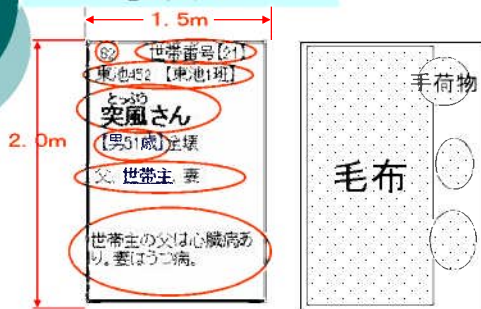 1.5m
2.0m
62 世帯番号【21】
東池452 【東池1班】
とっぷう
突風さん
【男51歳】全壊
父、世帯主、妻
世帯主の父は心臓病あ
り。妻はうつ病。
手荷物
毛布